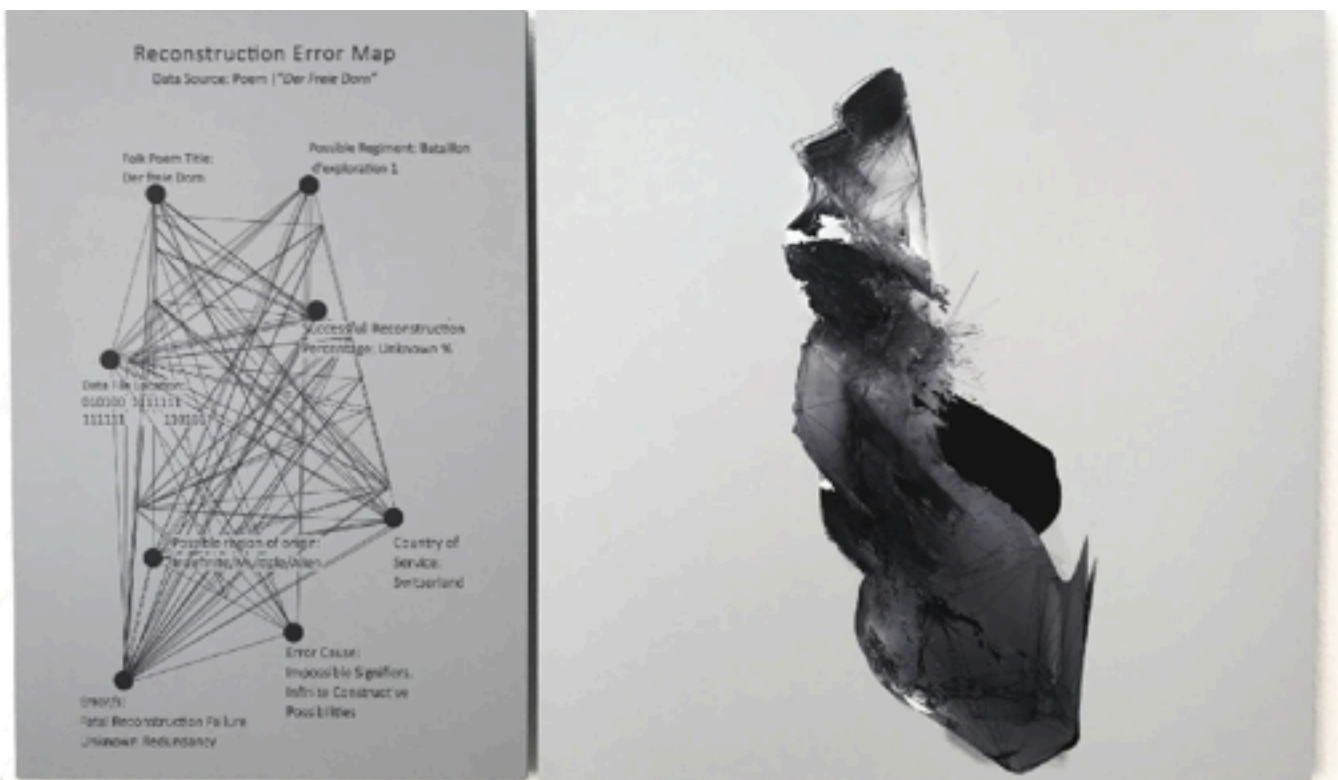 Reconstruction Error Map
Data Source: Poem | "Der Freie Dorn"
Folk Poem Title:
Der freie Dorn
Possible Regiment: Bataillon
d'exploration 1
Successful Reconstruction
Percentage: Unknown %
Data File Location:
010100
111111
Possible region of origin:
Country of
Service:
Switzerland
Error Cause:
Impossible Signifiers.
Infinite Constructive
Possibilities
Error/s:
Fatal Reconstruction Failure
Unknown Redundancy